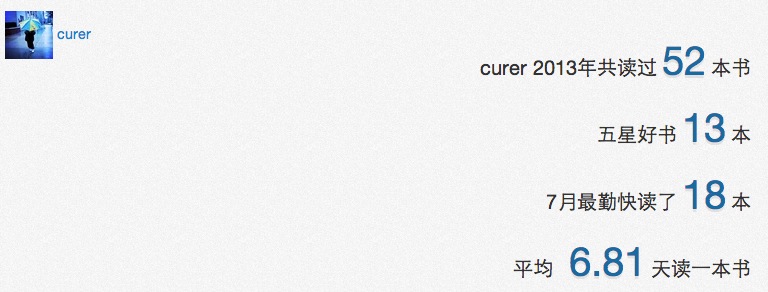 curer
curer 2013年共读过 52 本书
五星好书 13 本
7月最勤快读了 18 本
平均 6.81 天读一本书